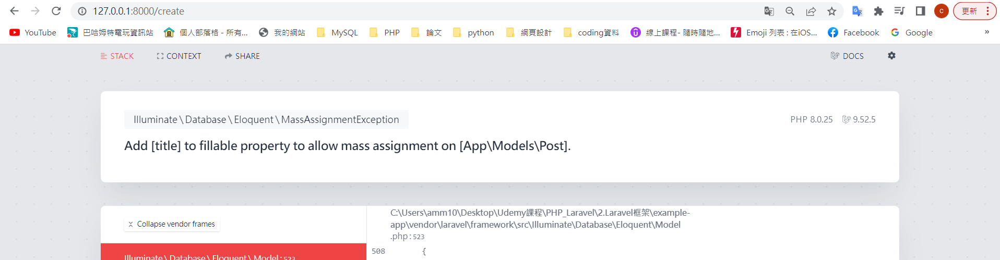 127.0.0.1:8000/create
C
更新
YouTube 巴哈姆特電玩資訊站 個人部落格 - 所有... 我的網站 MySQL PHP 論文 python 網頁設計 coding資料 線上課程- 隨時隨地... Emoji 列表 : 在iOS... Facebook Google »
STACK CONTEXT SHARE DOCS
Illuminate\Database\Eloquent\MassAssignmentException
PHP 8.0.25 9.52.5
Add [title] to fillable property to allow mass assignment on [App\Models\Post].
Collapse vendor frames
Illuminate\Database\Eloquent\Model:523
C:\Users\amm10\Desktop\Udemy課程\PHP_Laravel\2.Laravel框架\example-
app\vendor\laravel\framework\src\Illuminate\Database\Eloquent\Model
.php:523
508 {